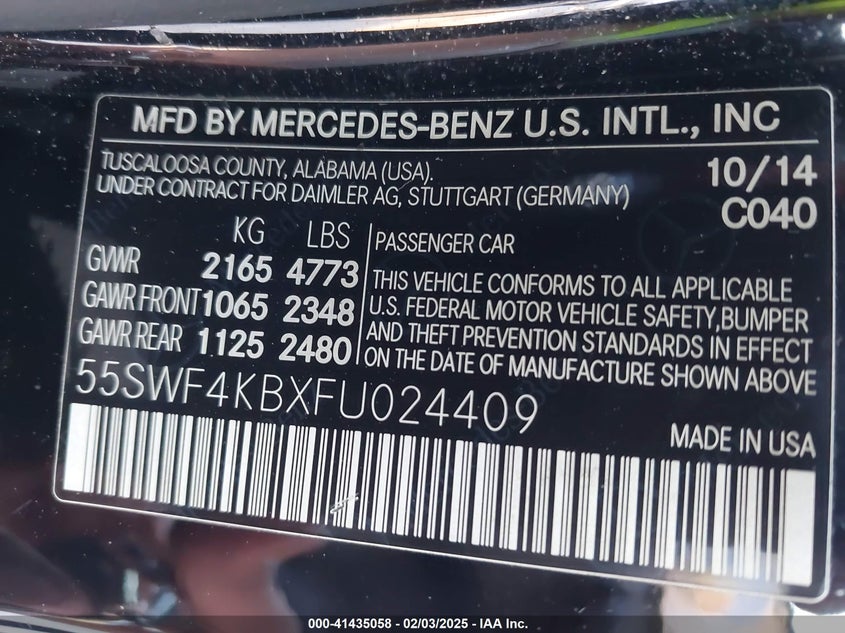 MFD BY MERCEDES-BENZ U.S. INTL., INC
TUSCALOOSA COUNTY, ALABAMA (USA).
UNDER CONTRACT FOR DAIMLER AG, STUTTGART (GERMANY)
10/14
C040
KG LBS
GVWR 2165 4773
GAWR FRONT 1065 2348
GAWR REAR 1125 2480
PASSENGER CAR
THIS VEHICLE CONFORMS TO ALL APPLICABLE
U.S. FEDERAL MOTOR VEHICLE SAFETY,BUMPER
AND THEFT PREVENTION STANDARDS IN EFFECT
ON THE DATE OF MANUFACTURE SHOWN ABOVE
55SWF4KBXFU024409
MADE IN USA
000-41435058 - 02/03/2025 - IAA Inc.